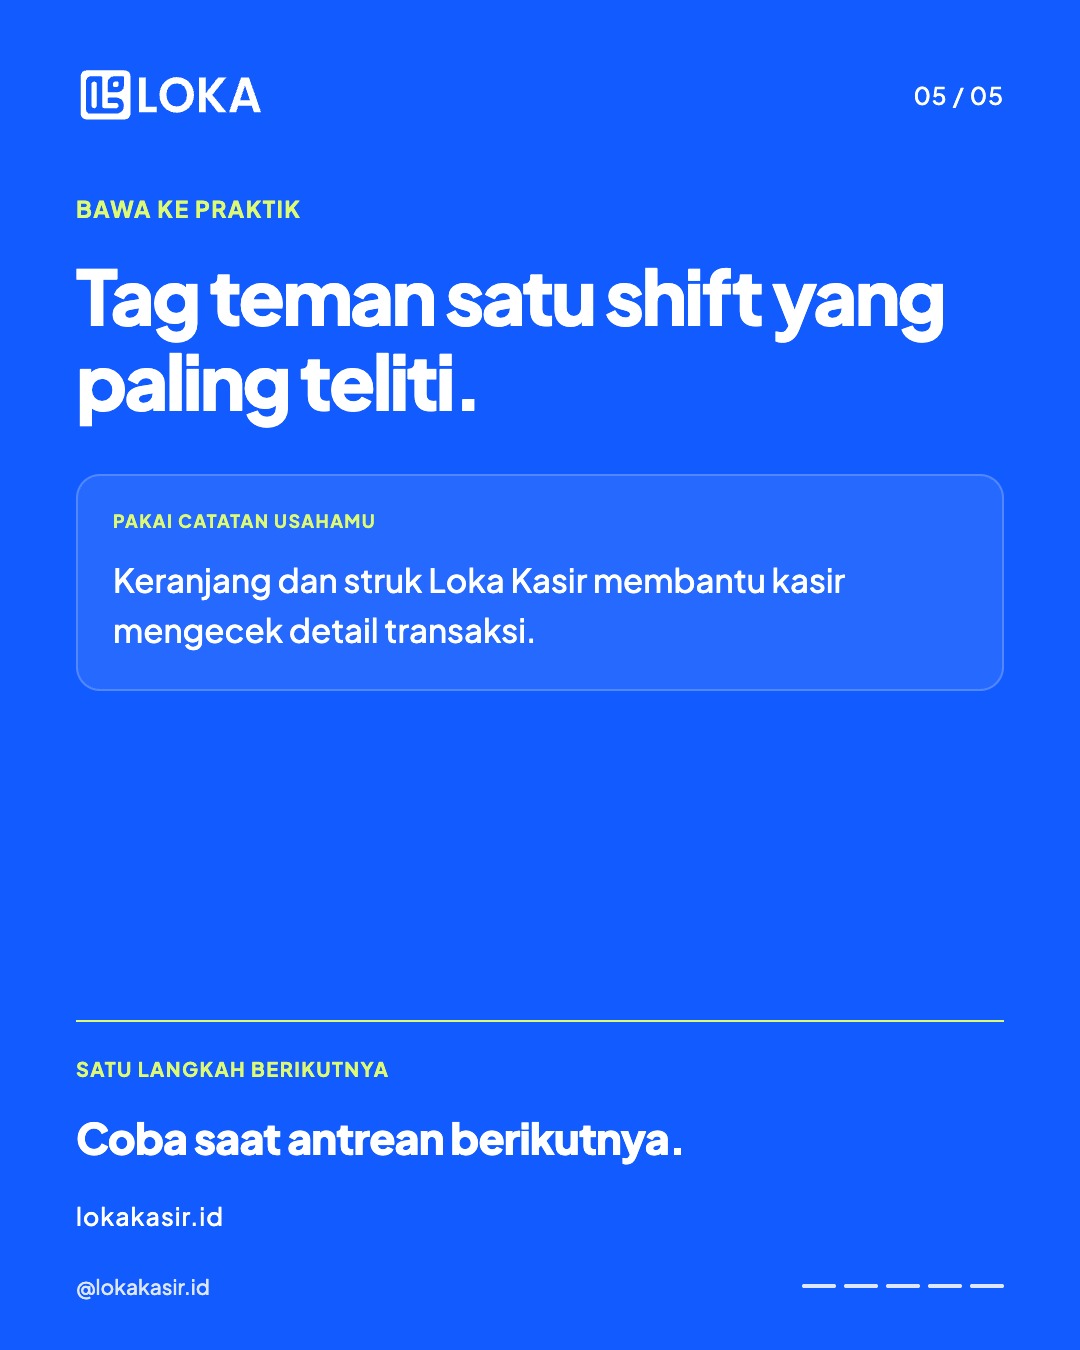 LOKA
05 / 05
BAWA KE PRAKTIK
Tag teman satu shift yang
paling teliti.
PAKAI CATATAN USAHAMU
Keranjang dan struk Loka Kasir membantu kasir
mengecek detail transaksi.
SATU LANGKAH BERIKUTNYA
Coba saat antrean berikutnya.
lokakasir.id
@lokakasir.id